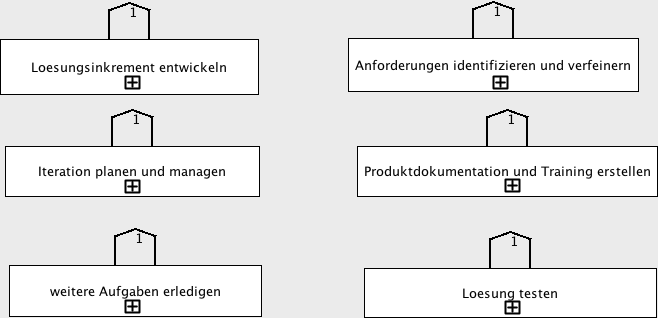 1
Loesungsinkrement entwickeln
1
Anforderungen identifizieren und verfeinern
1
Iteration planen und managen
1
Produktdokumentation und Training erstellen
1
weitere Aufgaben erledigen
1
Loesung testen